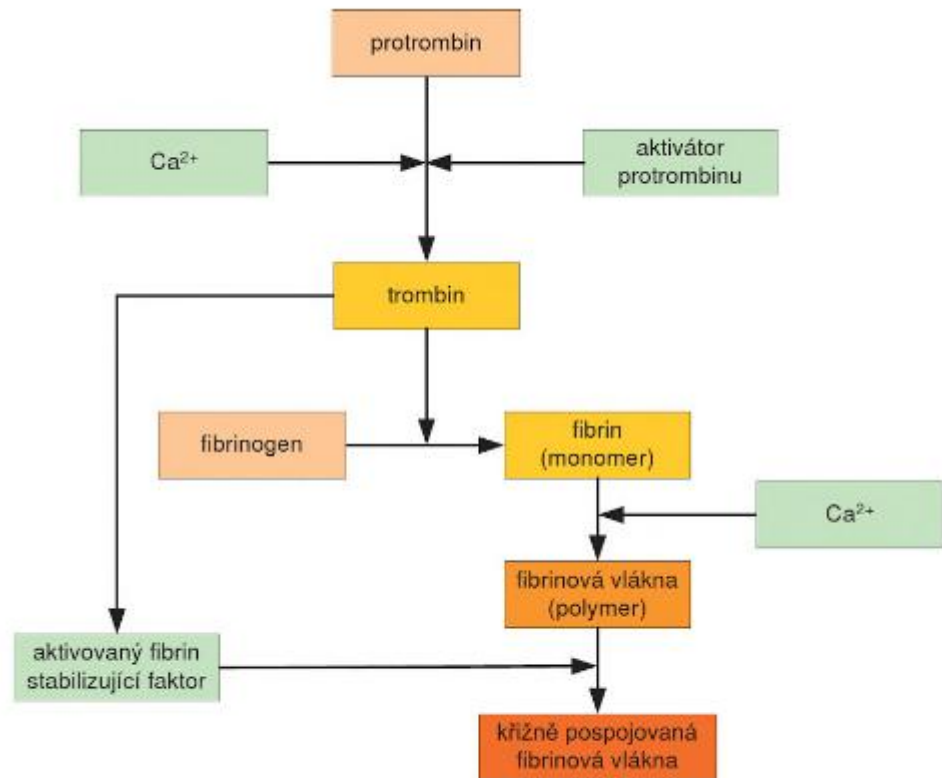 protrombin
Ca²⁺
aktivátor
protrombinu
trombin
fibrinogen
fibrin
(monomer)
Ca²⁺
fibrinová vlákna
(polymer)
aktivovaný fibrin
stabilizující faktor
křižně pospojovaná
fibrinová vlákna